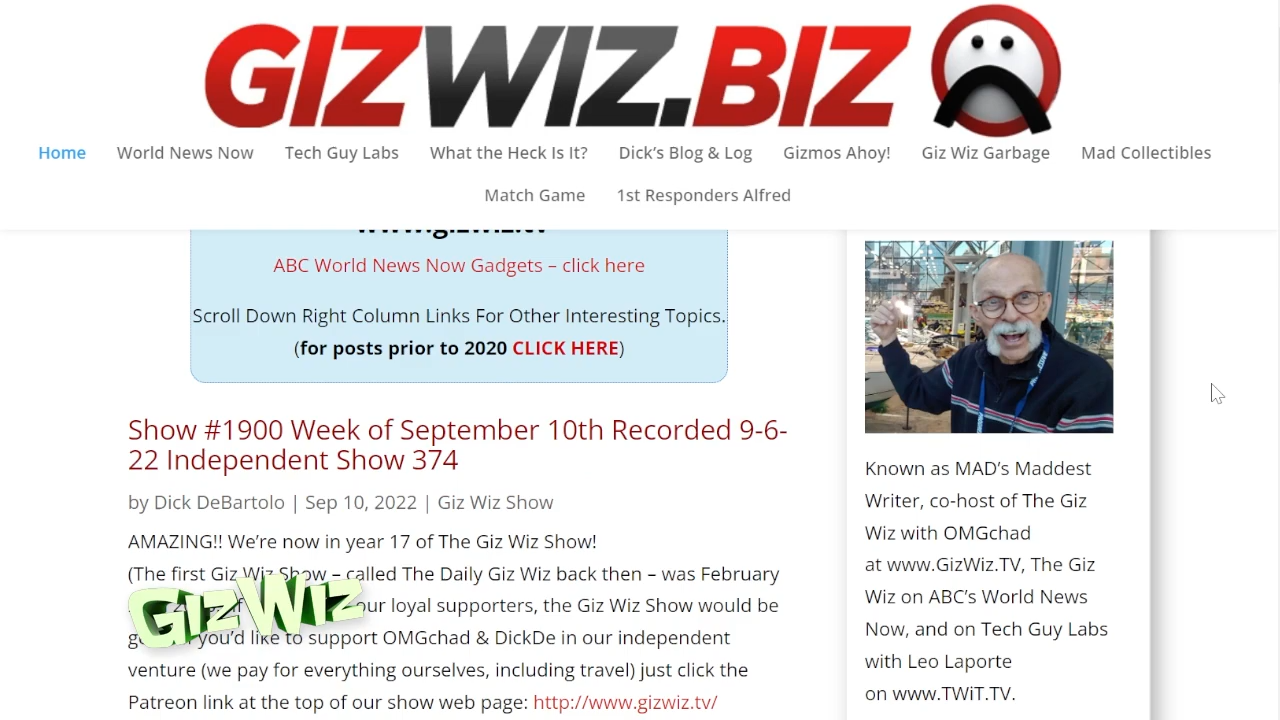 GIZWIZ.BIZ
Home World News Now Tech Guy Labs What the Heck Is It? Dick’s Blog & Log Gizmos Ahoy! Giz Wiz Garbage Mad Collectibles
Match Game 1st Responders Alfred
www.gizwiz.tv
ABC World News Now Gadgets – click here
Scroll Down Right Column Links For Other Interesting Topics.
(for posts prior to 2020 CLICK HERE)
Show #1900 Week of September 10th Recorded 9-6-
22 Independent Show 374
by Dick DeBartolo | Sep 10, 2022 | Giz Wiz Show
AMAZING!! We’re now in year 17 of The Giz Wiz Show!
(The first Giz Wiz Show – called The Daily Giz Wiz back then – was February
our loyal supporters, the Giz Wiz Show would be
you’d like to support OMGchad & DickDe in our independent
venture (we pay for everything ourselves, including travel) just click the
Patreon link at the top of our show web page: http://www.gizwiz.tv/
GIZWIZ
Known as MAD’s Maddest
Writer, co-host of The Giz
Wiz with OMGchad
at www.GizWiz.TV, The Giz
Wiz on ABC’s World News
Now, and on Tech Guy Labs
with Leo Laporte
on www.TWiT.TV.